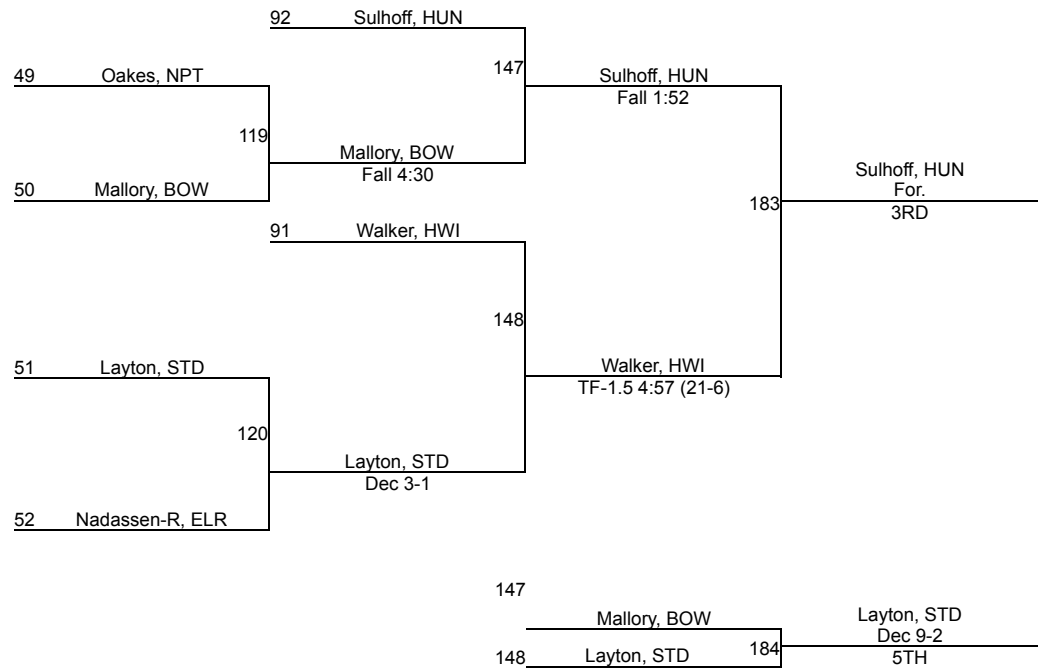 92 Sulhoff, HUN
147
49 Oakes, NPT
Sulhoff, HUN
Fall 1:52
119
Mallory, BOW
Fall 4:30
50 Mallory, BOW
183
Sulhoff, HUN
For.
3RD
91 Walker, HWI
148
51 Layton, STD
Walker, HWI
TF-1.5 4:57 (21-6)
120
Layton, STD
Dec 3-1
52 Nadassen-R, ELR
147
Mallory, BOW
184
148 Layton, STD
Layton, STD
Dec 9-2
5TH